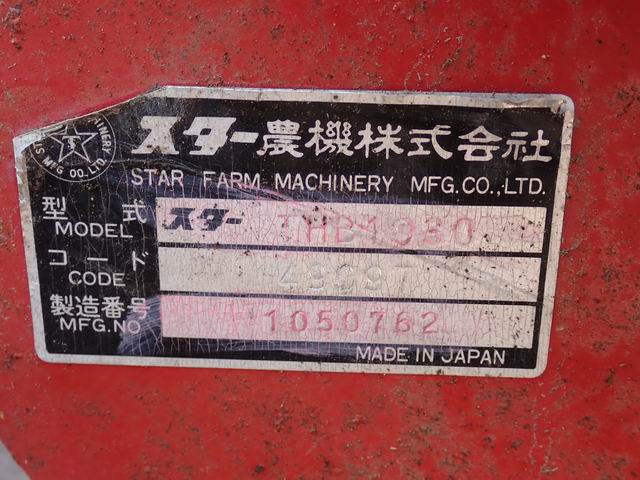 スター農機株式会社
STAR FARM MACHINERY MFG.CO.,LTD.
型式 スター THB1030
MODEL
コード
CODE
製造番号 1050762
MFG.NO
MADE IN JAPAN